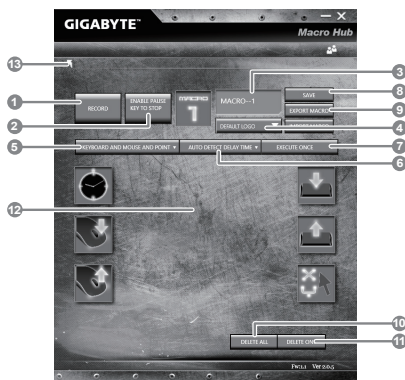 GIGABYTE™
Macro Hub
13
3
1
RECORD
ENABLE PAUSE
KEY TO STOP
MACRO
1
MACRO--1
SAVE
8
EXPORT MACRO
9
2
DEFAULT LOGO
4
5
KEYBOARD AND MOUSE AND POINT
AUTO DETECT DELAY TIME
EXECUTE ONCE
7
6
12
10
DELETE ALL
DELETE ONE
11
FW:1.1 Ver 2.0.5